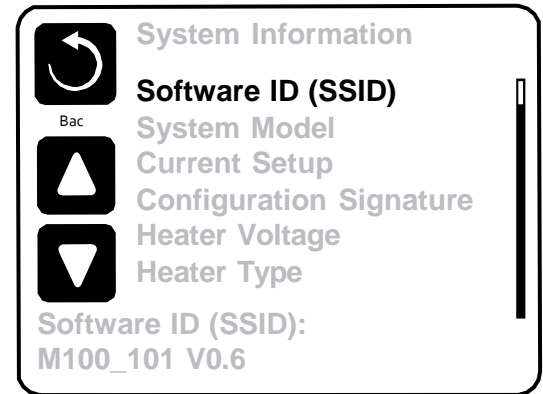 System Information
Software ID (SSID)
Bac
System Model
Current Setup
Configuration Signature
Heater Voltage
Heater Type
Software ID (SSID):
M100_101 V0.6